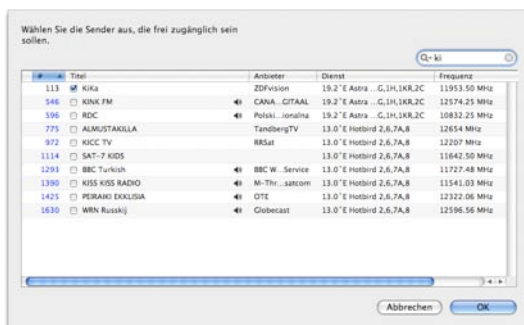 Wählen Sie die Sender aus, die frei zugänglich sein
sollen.
ki
# Titel Anbieter Dienst Frequenz
113 KiKa ZDFvision 19.2°E Astra ...G,1H,1KR,2C 11953.50 MHz
546 KINK FM CANA...GITAAL 19.2°E Astra ...G,1H,1KR,2C 12574.25 MHz
596 RDC Polski...ionalna 19.2°E Astra ...G,1H,1KR,2C 10832.25 MHz
775 ALMUSTAKILLA TandbergTV 13.0°E Hotbird 2,6,7A,8 12654 MHz
972 KICC TV RRSat 13.0°E Hotbird 2,6,7A,8 12207 MHz
1114 SAT-7 KIDS 13.0°E Hotbird 2,6,7A,8 11642.50 MHz
1293 BBC Turkish BBC W...Service 13.0°E Hotbird 2,6,7A,8 11727.48 MHz
1390 KISS KISS RADIO M-Thr...satcom 13.0°E Hotbird 2,6,7A,8 11541.03 MHz
1425 PEIRAIKI EKKLISIA OTE 13.0°E Hotbird 2,6,7A,8 12322.06 MHz
1630 WRN Russkij Globecast 13.0°E Hotbird 2,6,7A,8 12596.56 MHz
Abbrechen OK